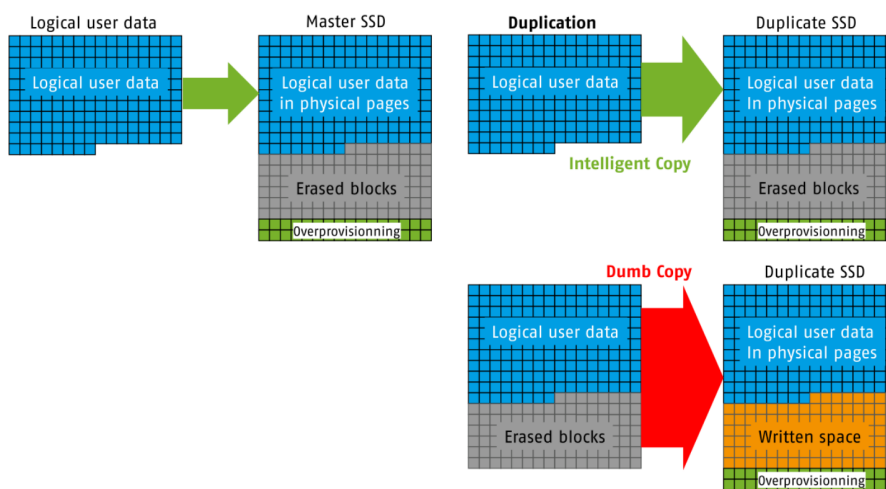 Logical user data
Master SSD
Duplication
Duplicate SSD
Logical user data
Logical user data
in physical pages
Logical user data
Logical user data
In physical pages
Intelligent Copy
Erased blocks
Erased blocks
Overprovisionning
Overprovisionning
Dumb Copy
Duplicate SSD
Logical user data
Logical user data
In physical pages
Erased blocks
Written space
Overprovisionning